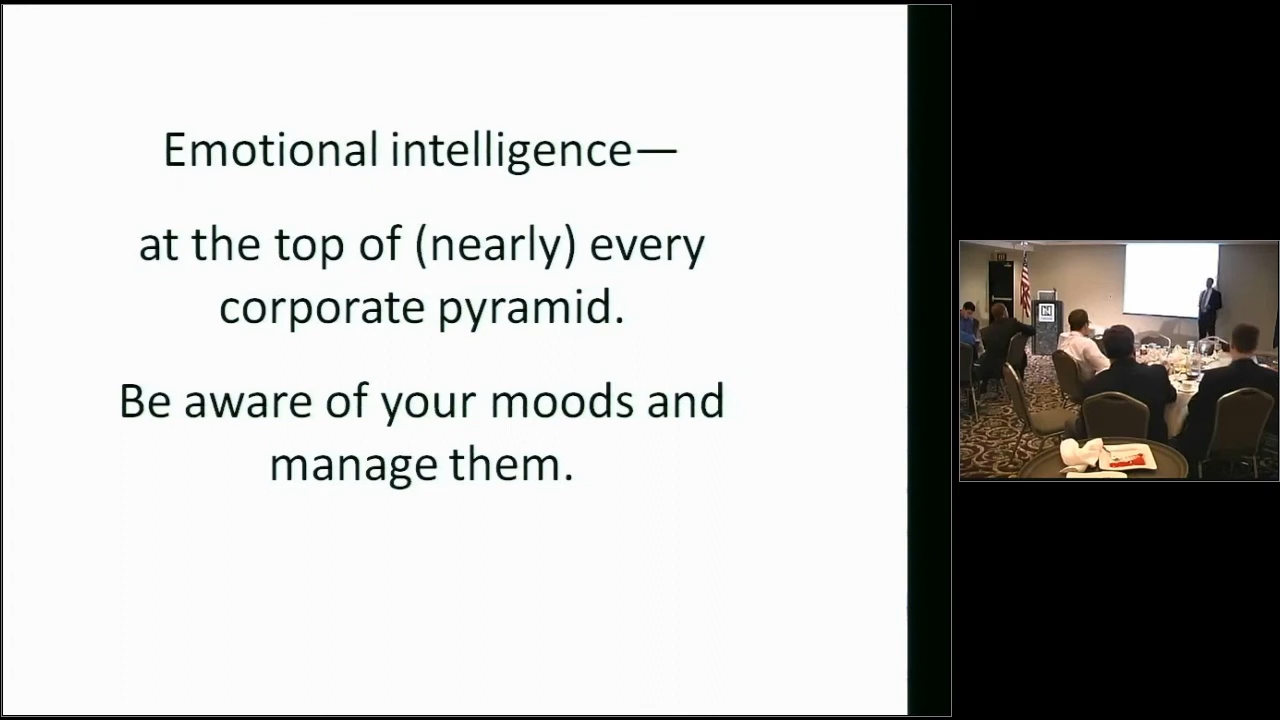 Emotional intelligence—
at the top of (nearly) every
corporate pyramid.
Be aware of your moods and
manage them.
N